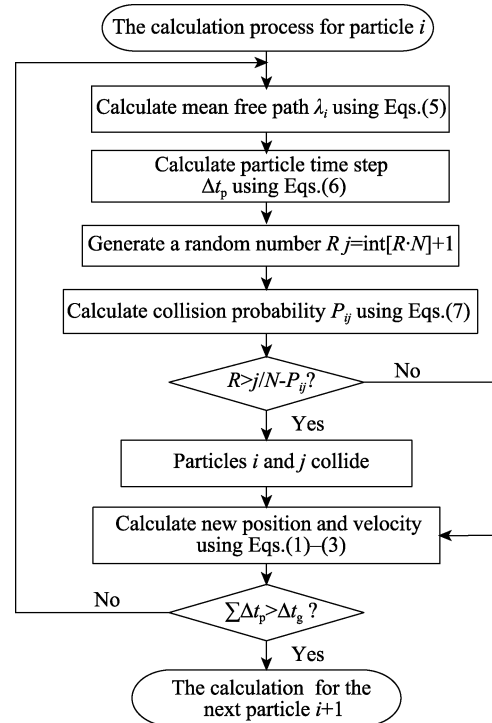 The calculation process for particle i
Calculate mean free path λᵢ using Eqs.(5)
Calculate particle time step
Δtₚ using Eqs.(6)
Generate a random number R j=int[R·N]+1
Calculate collision probability Pᵢⱼ using Eqs.(7)
R>j/N-Pᵢⱼ?
No
Yes
Particles i and j collide
Calculate new position and velocity
using Eqs.(1)–(3)
No
∑Δtₚ>Δt_g ?
Yes
The calculation for the
next particle i+1